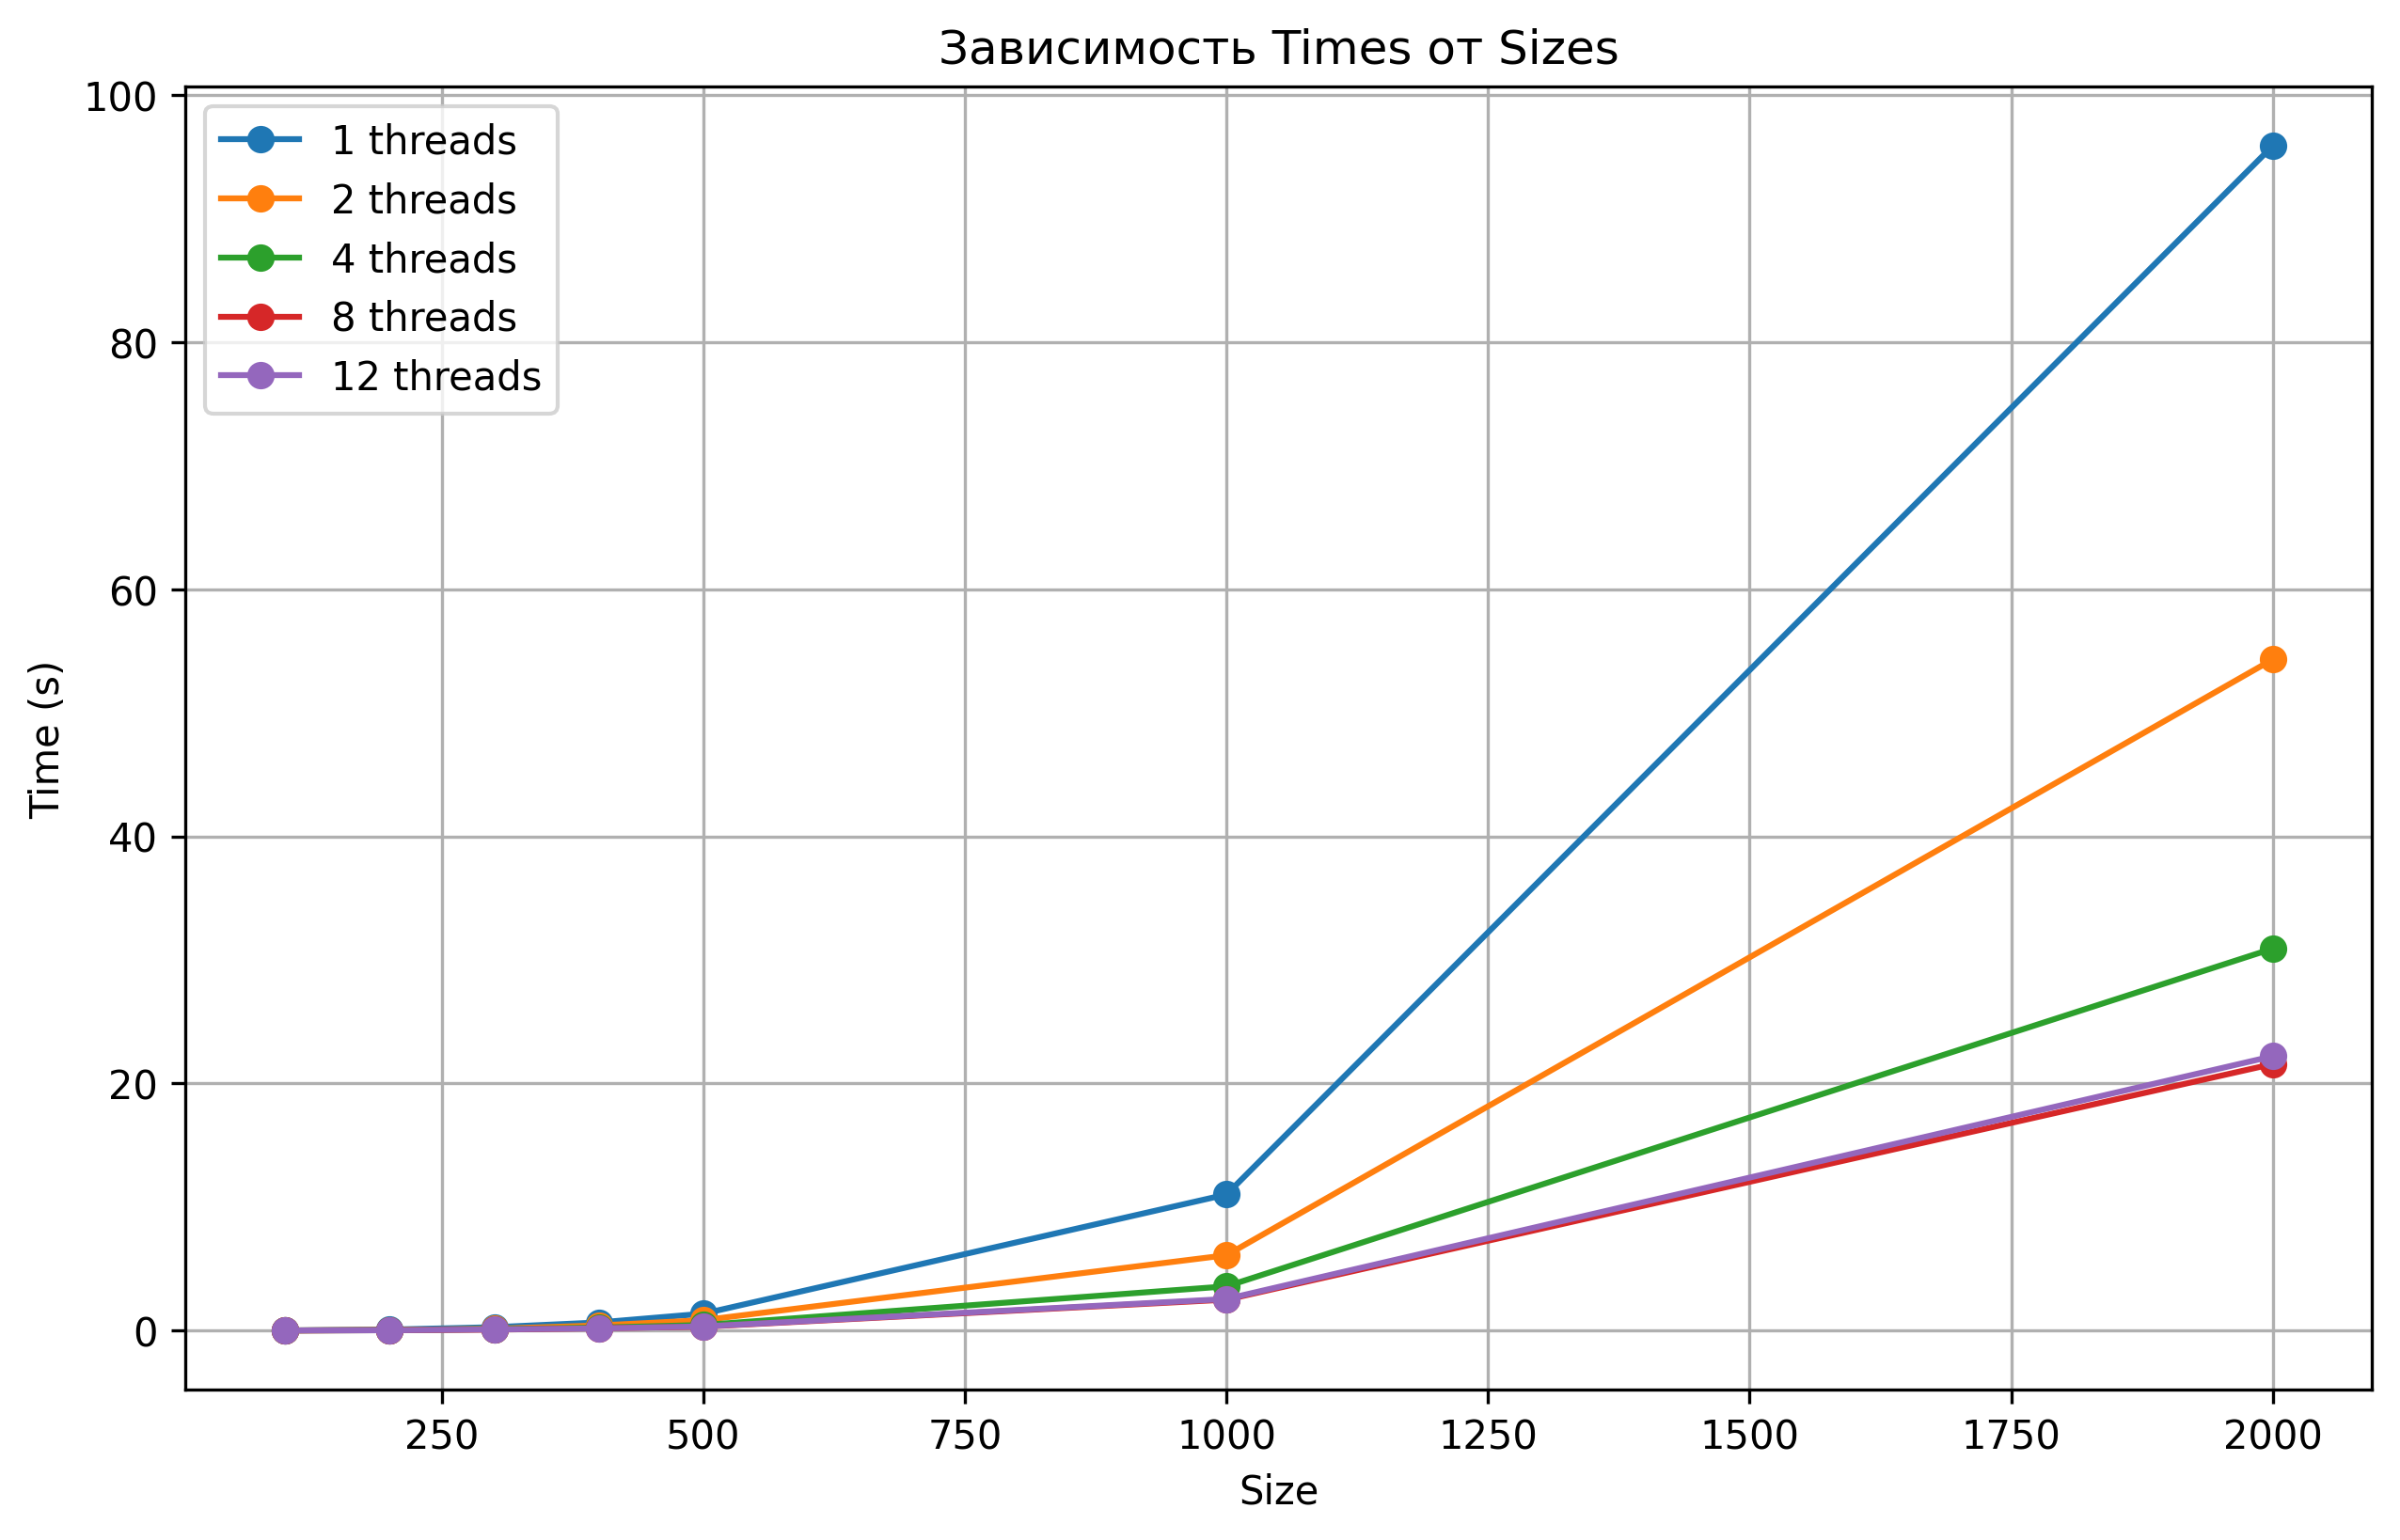 Зависимость Times от Sizes
100
80
60
40
20
0
Time (s)
1 threads
2 threads
4 threads
8 threads
12 threads
250 500 750 1000 1250 1500 1750 2000
Size